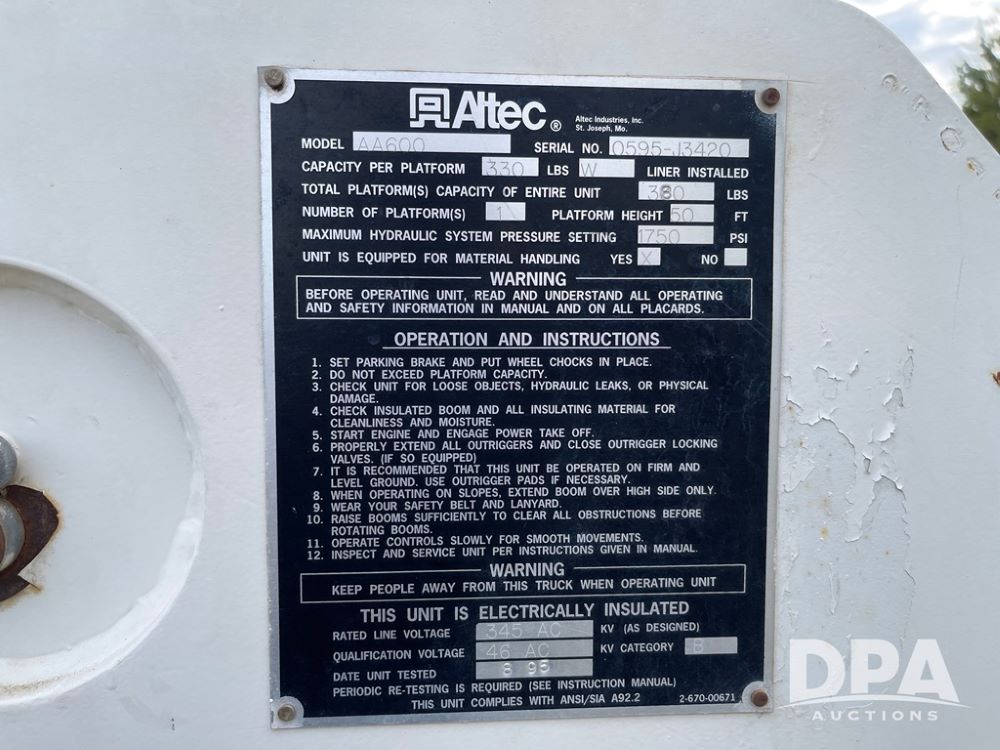 Altec ®
Altec Industries, Inc.
St. Joseph, Mo.
MODEL AA600 SERIAL NO. 0595-J3420
CAPACITY PER PLATFORM 330 LBS W LINER INSTALLED
TOTAL PLATFORM(S) CAPACITY OF ENTIRE UNIT LBS
NUMBER OF PLATFORM(S) 1 PLATFORM HEIGHT 50 FT
MAXIMUM HYDRAULIC SYSTEM PRESSURE SETTING 1750 PSI
UNIT IS EQUIPPED FOR MATERIAL HANDLING YES X NO
WARNING
BEFORE OPERATING UNIT, READ AND UNDERSTAND ALL OPERATING
AND SAFETY INFORMATION IN MANUAL AND ON ALL PLACARDS.
OPERATION AND INSTRUCTIONS
1. SET PARKING BRAKE AND PUT WHEEL CHOCKS IN PLACE.
2. DO NOT EXCEED PLATFORM CAPACITY.
3. CHECK UNIT FOR LOOSE OBJECTS, HYDRAULIC LEAKS, OR PHYSICAL
DAMAGE.
4. CHECK INSULATED BOOM AND ALL INSULATING MATERIAL FOR
CLEANLINESS AND MOISTURE.
5. START ENGINE AND ENGAGE POWER TAKE OFF.
6. PROPERLY EXTEND ALL OUTRIGGERS AND CLOSE OUTRIGGER LOCKING
VALVES. (IF SO EQUIPPED)
7. IT IS RECOMMENDED THAT THIS UNIT BE OPERATED ON FIRM AND
LEVEL GROUND. USE OUTRIGGER PADS IF NECESSARY.
8. WHEN OPERATING ON SLOPES, EXTEND BOOM OVER HIGH SIDE ONLY.
9. WEAR YOUR SAFETY BELT AND LANYARD.
10. RAISE BOOMS SUFFICIENTLY TO CLEAR ALL OBSTRUCTIONS BEFORE
ROTATING BOOMS.
11. OPERATE CONTROLS SLOWLY FOR SMOOTH MOVEMENTS.
12. INSPECT AND SERVICE UNIT PER INSTRUCTIONS GIVEN IN MANUAL.
WARNING
KEEP PEOPLE AWAY FROM THIS TRUCK WHEN OPERATING UNIT
THIS UNIT IS ELECTRICALLY INSULATED
RATED LINE VOLTAGE 345 AC KV (AS DESIGNED)
QUALIFICATION VOLTAGE 46 AC KV CATEGORY B
DATE UNIT TESTED
PERIODIC RE-TESTING IS REQUIRED (SEE INSTRUCTION MANUAL)
THIS UNIT COMPLIES WITH ANSI/SIA A92.2 2-670-00671
DPA
AUCTIONS